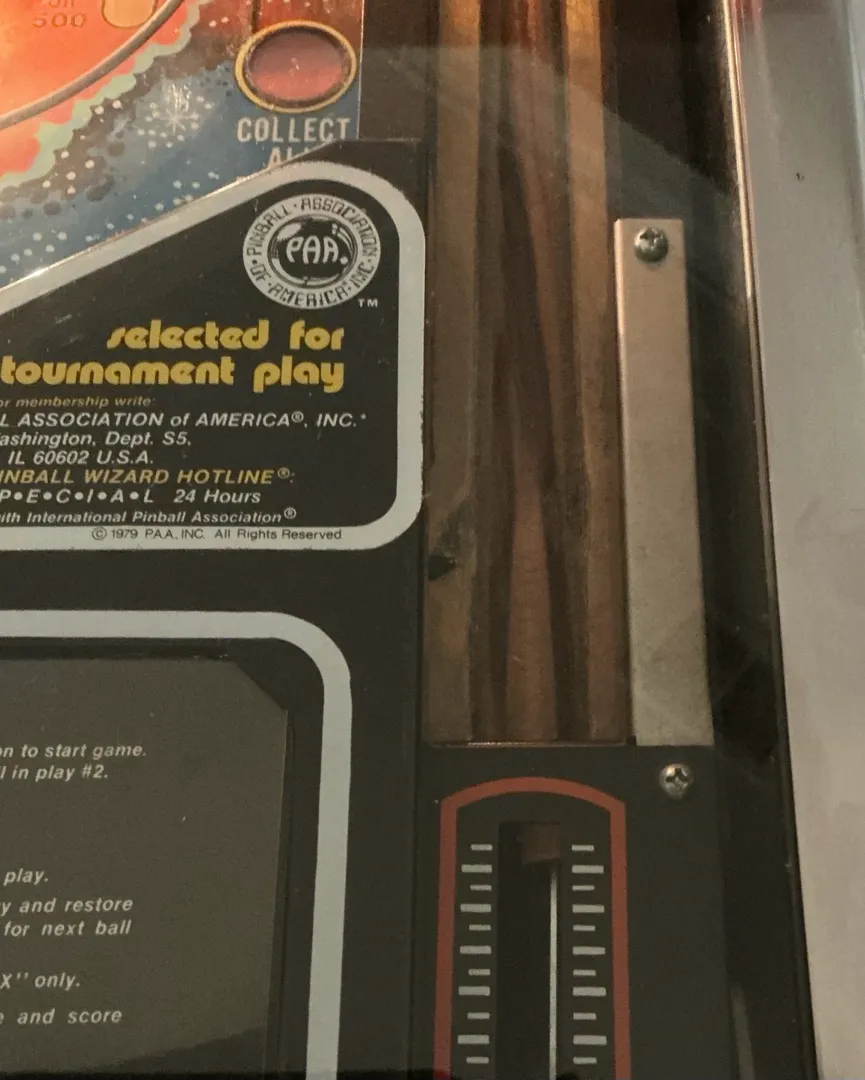 500
COLLECT
PINBALL • ASSOCIATION • OF • AMERICA, INC. •
PAA.
TM
selected for
tournament play
or membership write:
L ASSOCIATION of AMERICA®, INC.*
ashington, Dept. S5,
IL 60602 U.S.A.
INBALL WIZARD HOTLINE®:
P•E•C•I•A•L 24 Hours
ith International Pinball Association®
© 1979 P.A.A., INC. All Rights Reserved
on to start game.
l in play #2.
play.
y and restore
for next ball
X" only.
e and score